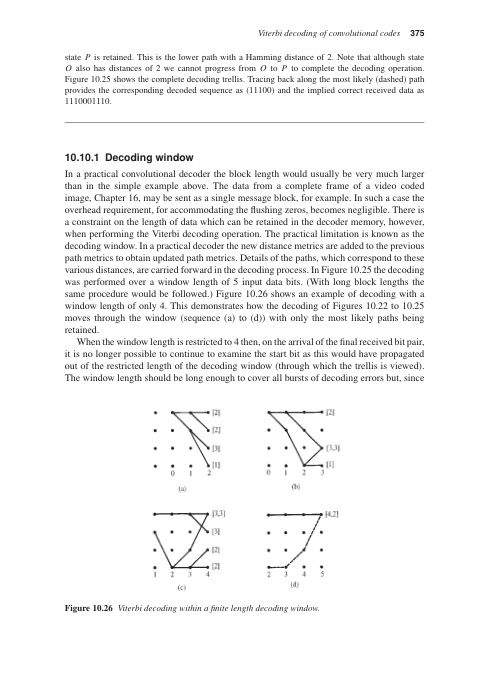 Viterbi decoding of convolutional codes 375
state P is retained. This is the lower path with a Hamming distance of 2. Note that although state
O also has distances of 2 we cannot progress from O to P to complete the decoding operation.
Figure 10.25 shows the complete decoding trellis. Tracing back along the most likely (dashed) path
provides the corresponding decoded sequence as (11100) and the implied correct received data as
1110001110.
10.10.1 Decoding window
In a practical convolutional decoder the block length would usually be very much larger
than in the simple example above. The data from a complete frame of a video coded
image, Chapter 16, may be sent as a single message block, for example. In such a case the
overhead requirement, for accommodating the flushing zeros, becomes negligible. There is
a constraint on the length of data which can be retained in the decoder memory, however,
when performing the Viterbi decoding operation. The practical limitation is known as the
decoding window. In a practical decoder the new distance metrics are added to the previous
path metrics to obtain updated path metrics. Details of the paths, which correspond to these
various distances, are carried forward in the decoding process. In Figure 10.25 the decoding
was performed over a window length of 5 input data bits. (With long block lengths the
same procedure would be followed.) Figure 10.26 shows an example of decoding with a
window length of only 4. This demonstrates how the decoding of Figures 10.22 to 10.25
moves through the window (sequence (a) to (d)) with only the most likely paths being
retained.
When the window length is restricted to 4 then, on the arrival of the final received bit pair,
it is no longer possible to continue to examine the start bit as this would have propagated
out of the restricted length of the decoding window (through which the trellis is viewed).
The window length should be long enough to cover all bursts of decoding errors but, since
[2]
[2]
[3]
[1]
0 1 2
(a)
[2]
[3,3]
[1]
0 1 2 3
(b)
[3,3]
[3]
[2]
[2]
1 2 3 4
(c)
[4,2]
2 3 4 5
(d)
Figure 10.26 Viterbi decoding within a finite length decoding window.